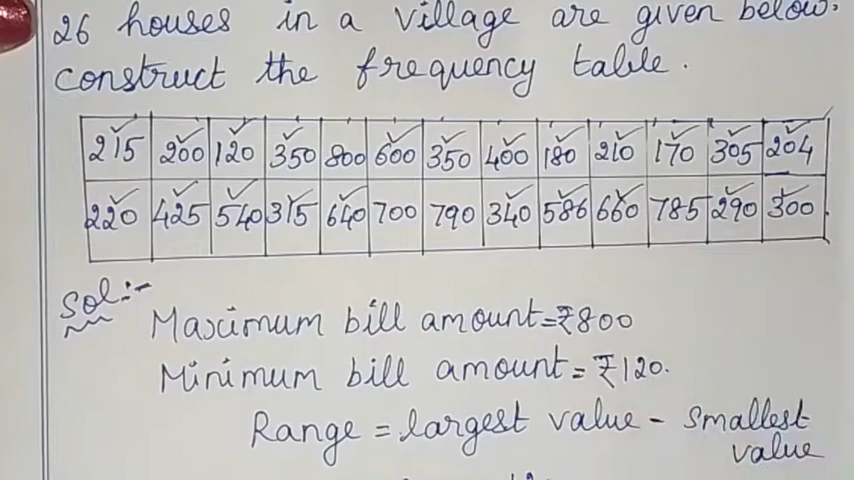 26 houses in a village are given below.
construct the frequency table.
215 200 120 350 800 600 350 400 180 210 170 305 204
220 425 540 315 640 700 790 340 586 660 785 290 300
Sol:-
Maximum bill amount=₹800
Minimum bill amount=₹120.
Range = largest value - smallest
value